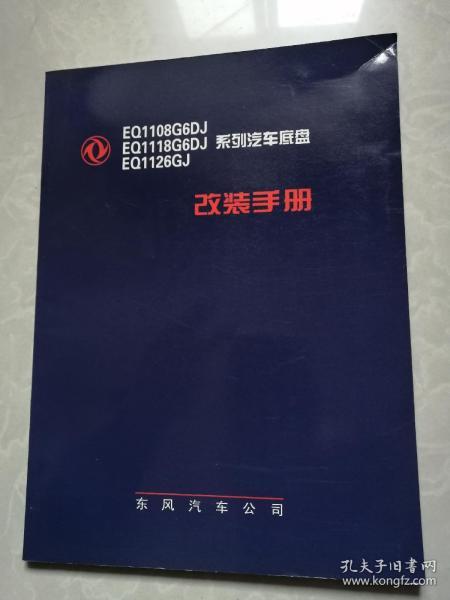 EQ1108G6DJ
EQ1118G6DJ 系列汽车底盘
EQ1126GJ
改装手册
东风汽车公司
孔夫子旧书网
www.kongfz.com